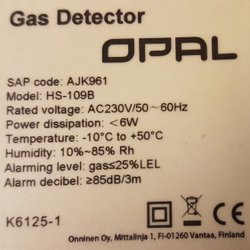 Gas Detector
OPAL
SAP code: AJK961
Model: HS-109B
Rated voltage: AC230V/50~60Hz
Power dissipation: <6W
Temperature: -10°C to +50°C
Humidity: 10%~85% Rh
Alarming level: gas≤25%LEL
Alarm decibel: ≥85dB/3m
K6125-1
CE
Onninen Oy, Mittalinja 1, FI-01260 Vantaa, Finland